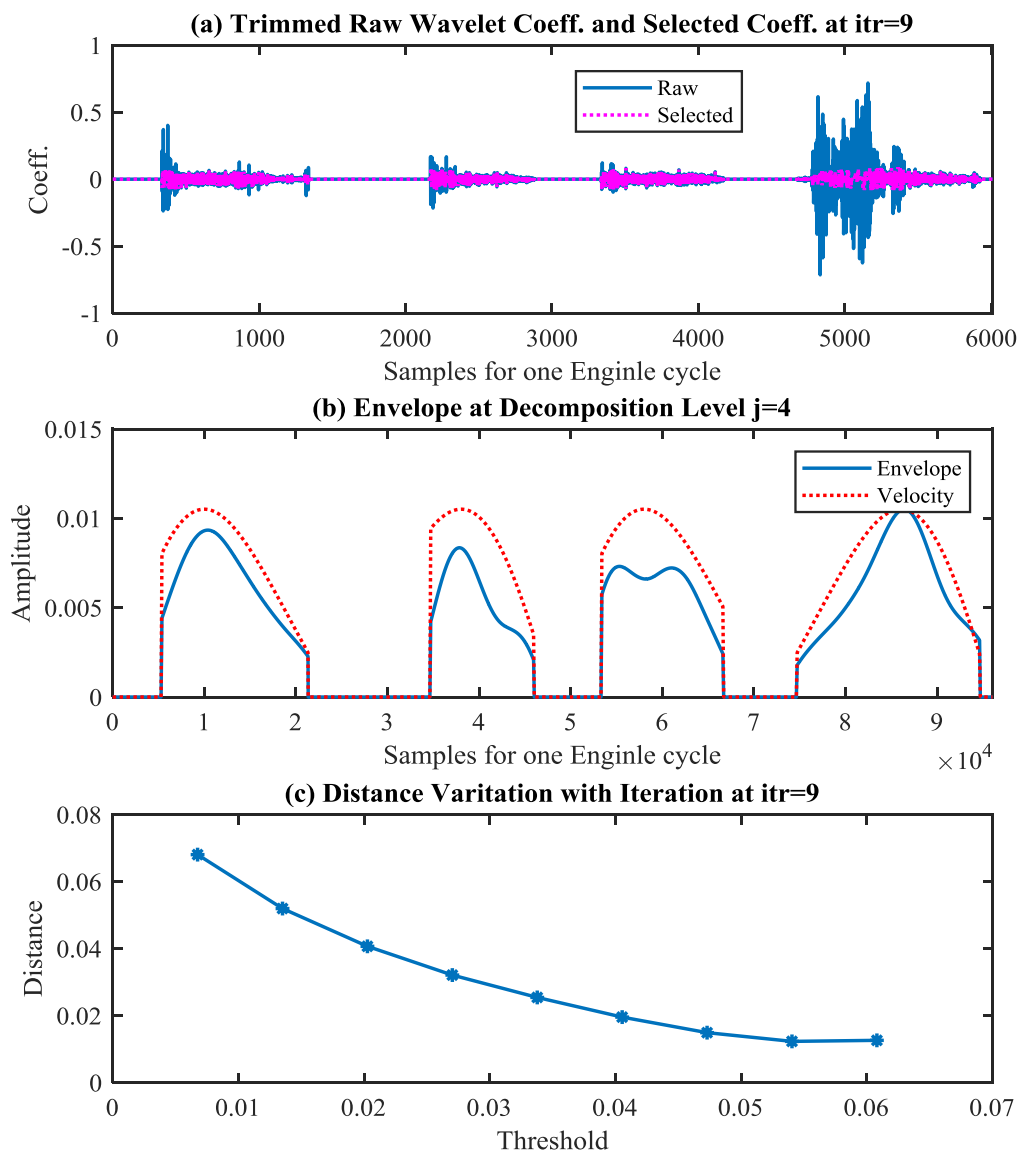 (a) Trimmed Raw Wavelet Coeff. and Selected Coeff. at itr=9
1
0.5
0
-0.5
-1
Coeff.
Raw
Selected
0 1000 2000 3000 4000 5000 6000
Samples for one Enginle cycle
(b) Envelope at Decomposition Level j=4
0.015
0.01
0.005
0
Amplitude
Envelope
Velocity
0 1 2 3 4 5 6 7 8 9
×10^4
Samples for one Enginle cycle
(c) Distance Varitation with Iteration at itr=9
0.08
0.06
0.04
0.02
0
Distance
0 0.01 0.02 0.03 0.04 0.05 0.06 0.07
Threshold